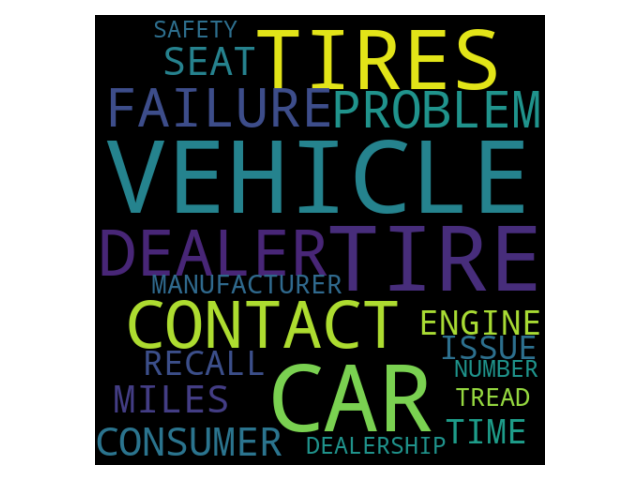 SAFETY
SEAT TIRES
FAILURE PROBLEM
VEHICLE
DEALER TIRE
MANUFACTURER
CONTACT ENGINE
ISSUE
RECALL NUMBER
CAR
MILES TREAD
TIME
CONSUMER DEALERSHIP